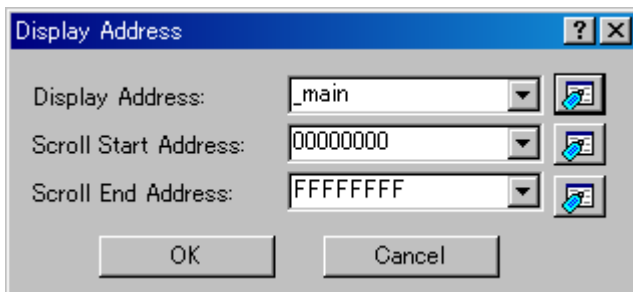 Display Address
Display Address: _main
Scroll Start Address: 00000000
Scroll End Address: FFFFFFFF
OK Cancel